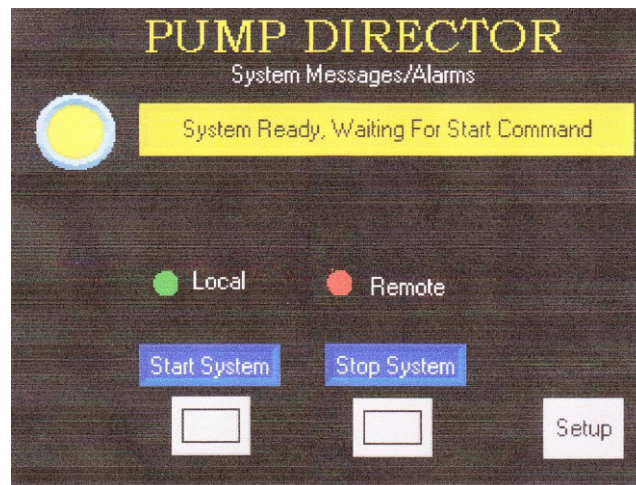 PUMP DIRECTOR
System Messages/Alarms
System Ready, Waiting For Start Command
Local
Remote
Start System
Stop System
Setup